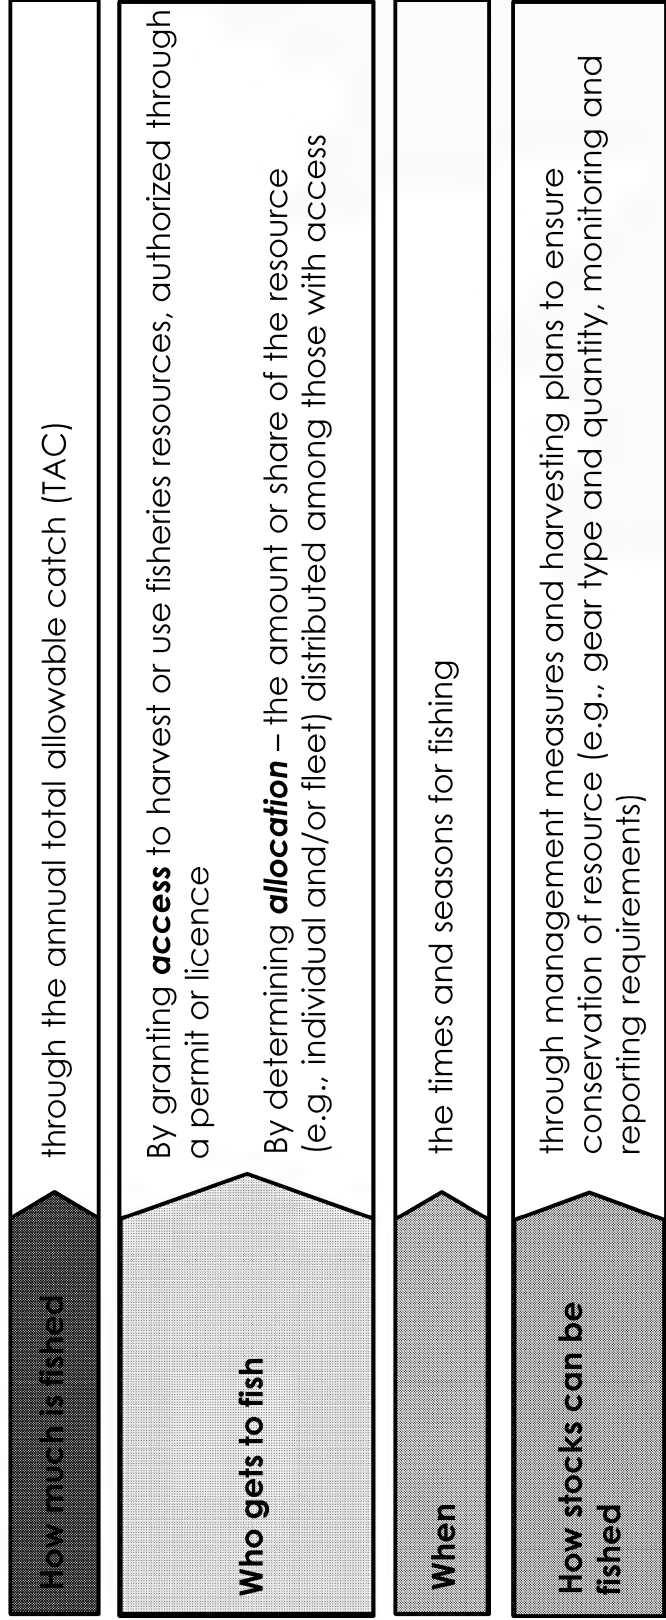 How much is fished
through the annual total allowable catch (TAC)
Who gets to fish
By granting access to harvest or use fisheries resources, authorized through
a permit or licence
By determining allocation – the amount or share of the resource
(e.g., individual and/or fleet) distributed among those with access
When
the times and seasons for fishing
How stocks can be
fished
through management measures and harvesting plans to ensure
conservation of resource (e.g., gear type and quantity, monitoring and
reporting requirements)